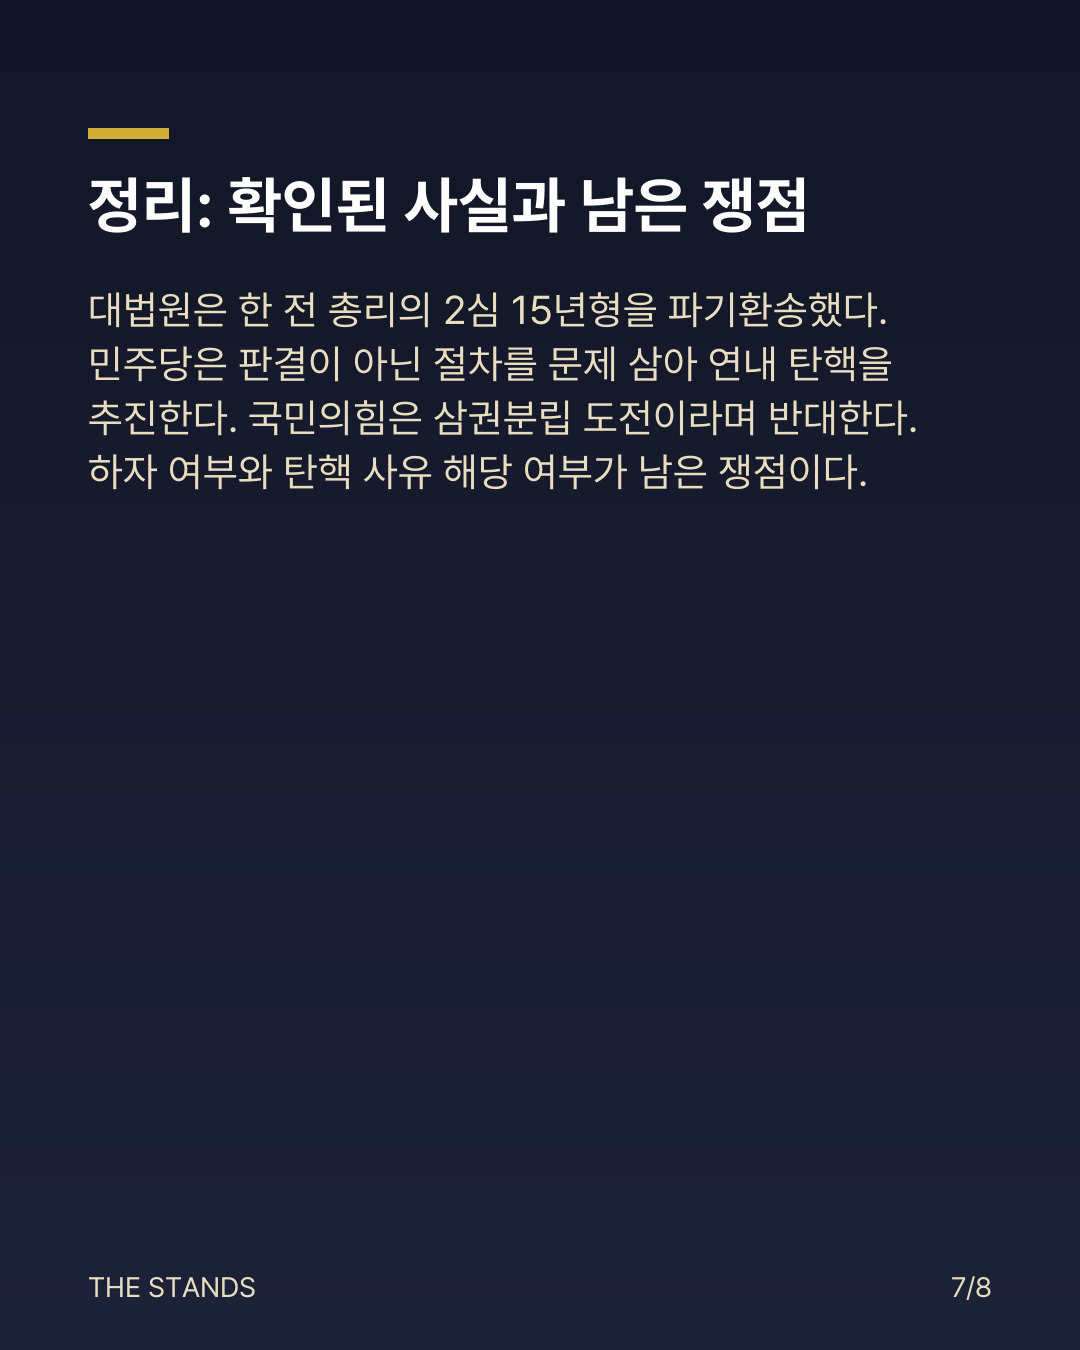 정리: 확인된 사실과 남은 쟁점
대법원은 한 전 총리의 2심 15년형을 파기환송했다.
민주당은 판결이 아닌 절차를 문제 삼아 연내 탄핵을
추진한다. 국민의힘은 삼권분립 도전이라며 반대한다.
하자 여부와 탄핵 사유 해당 여부가 남은 쟁점이다.
THE STANDS
7/8